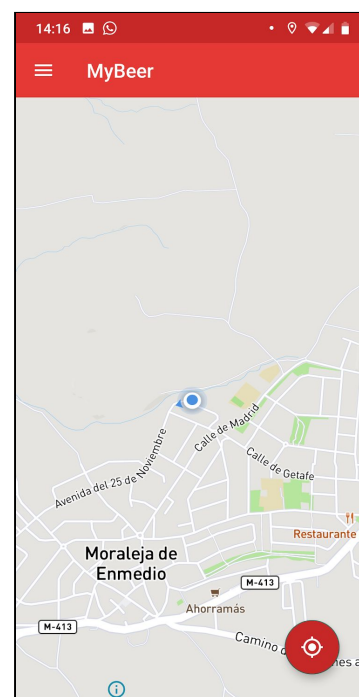 14:16
MyBeer
Calle de Madrid
Calle de Getafe
Avenida del 25 de Noviembre
Restaurante
Moraleja de
Enmedio
M-413
Ahorramás
M-413
Camino
nes a